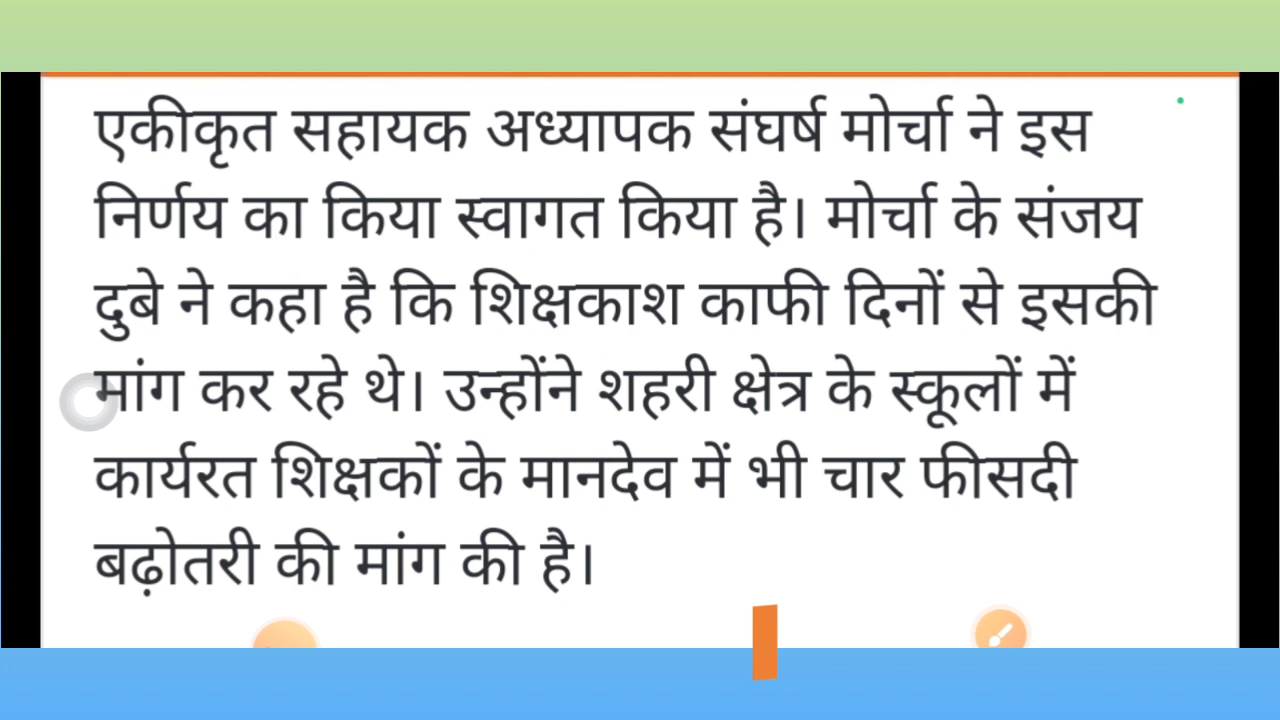 एकीकृत सहायक अध्यापक संघर्ष मोर्चा ने इस
निर्णय का किया स्वागत किया है। मोर्चा के संजय
दुबे ने कहा है कि शिक्षकाश काफी दिनों से इसकी
मांग कर रहे थे। उन्होंने शहरी क्षेत्र के स्कूलों में
कार्यरत शिक्षकों के मानदेव में भी चार फीसदी
बढ़ोतरी की मांग की है।